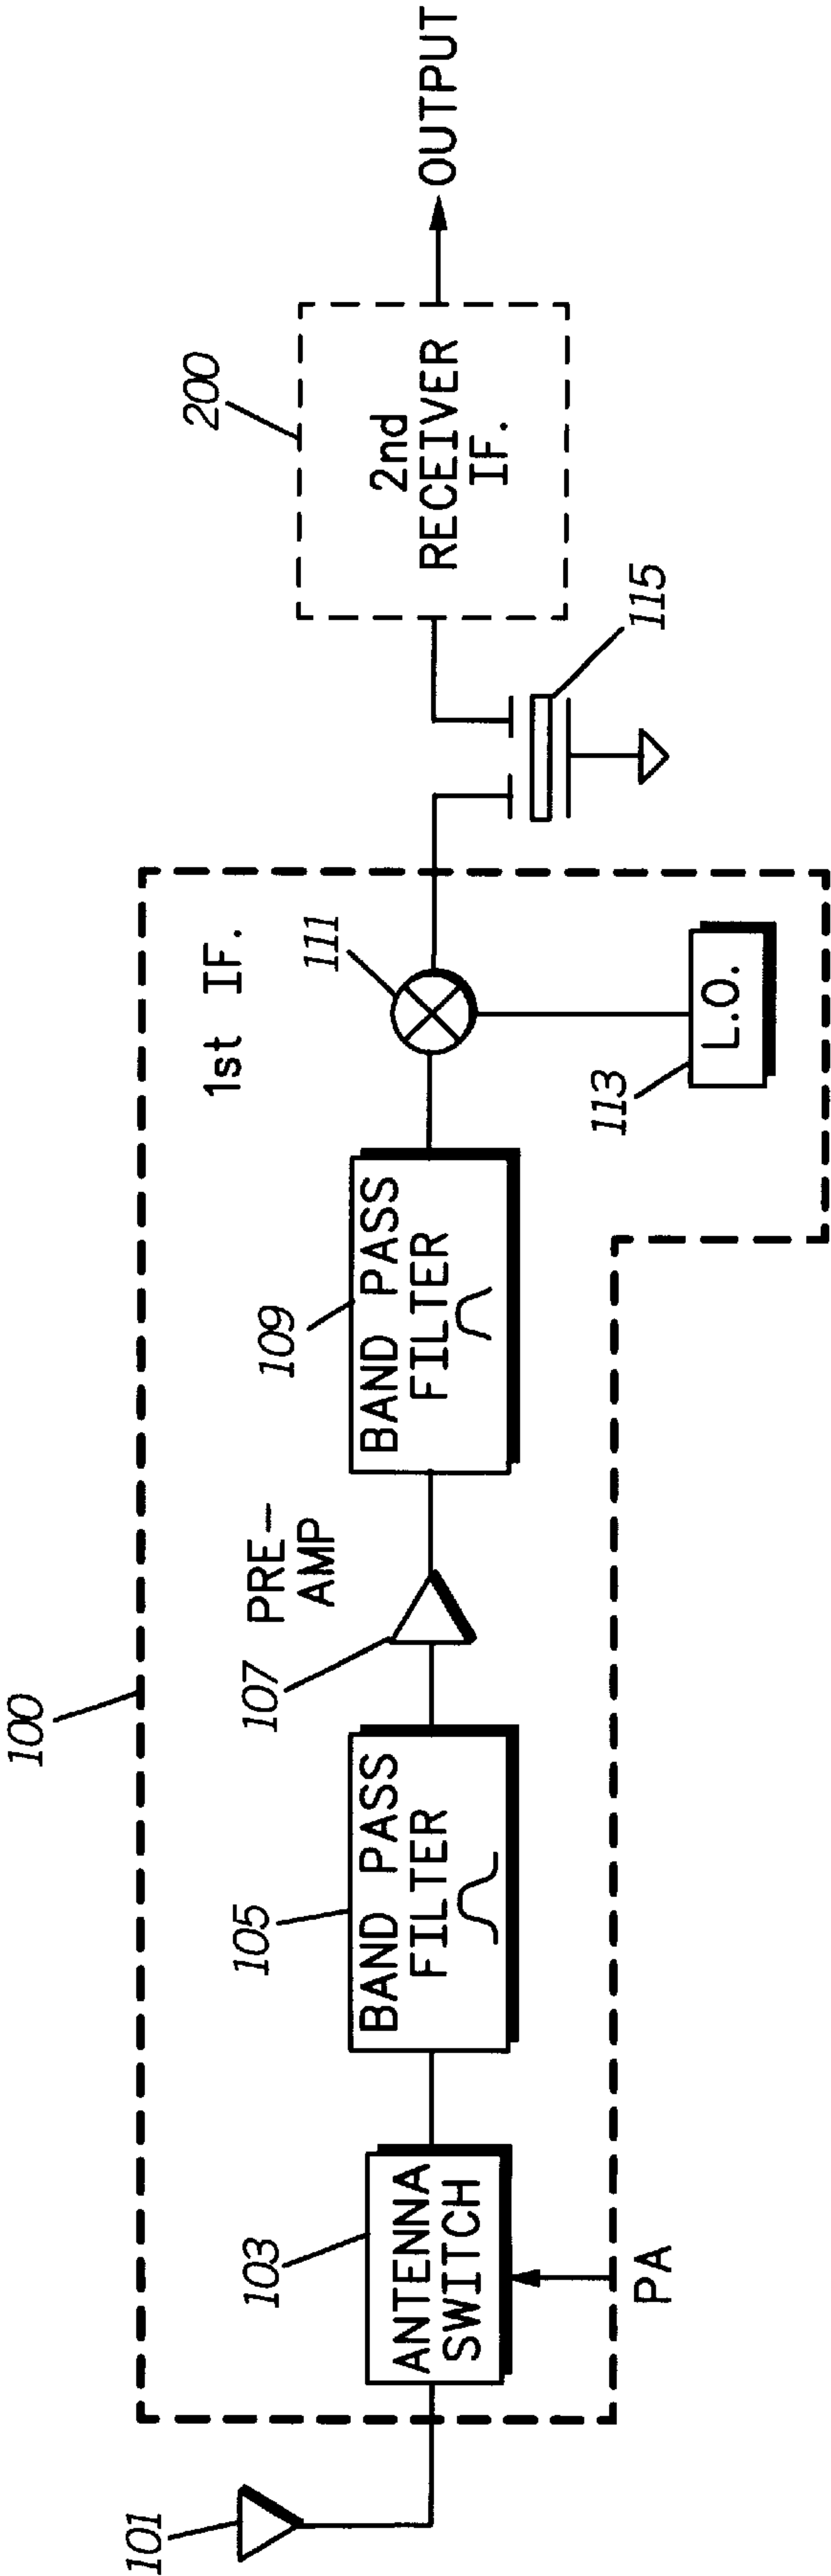 100
101
103
ANTENNA
SWITCH
PA
105
BAND PASS
FILTER
107
PRE-
AMP
109
BAND PASS
FILTER
1st IF.
111
113
L.O.
115
200
2nd
RECEIVER
IF.
OUTPUT